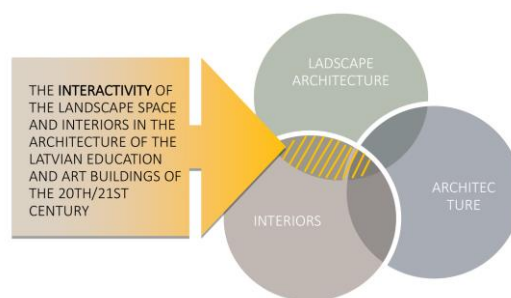 THE INTERACTIVITY OF
THE LANDSCAPE SPACE
AND INTERIORS IN THE
ARCHITECTURE OF THE
LATVIAN EDUCATION
AND ART BUILDINGS OF
THE 20TH/21ST
CENTURY
LADSCAPE
ARCHITECTURE
ARCHITEC
TURE
INTERIORS